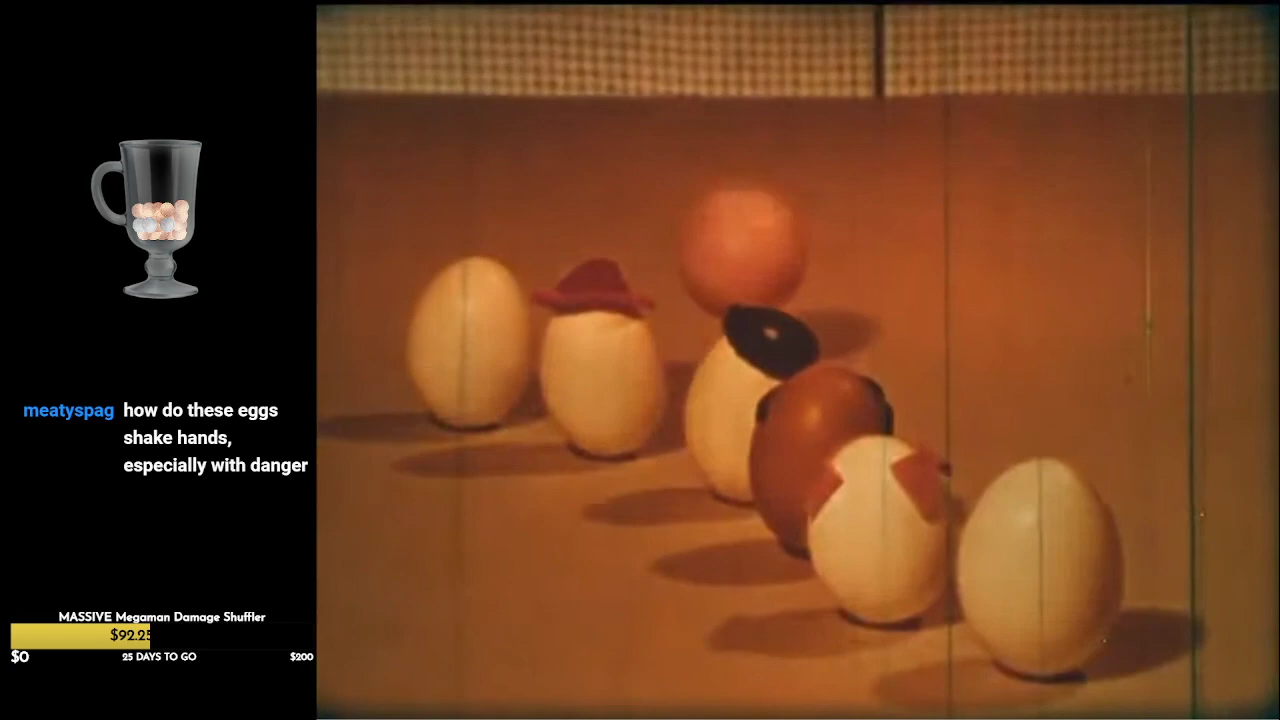 meatyspag how do these eggs
shake hands,
especially with danger
MASSIVE Megaman Damage Shuffler
$92.25
$0 25 DAYS TO GO $200